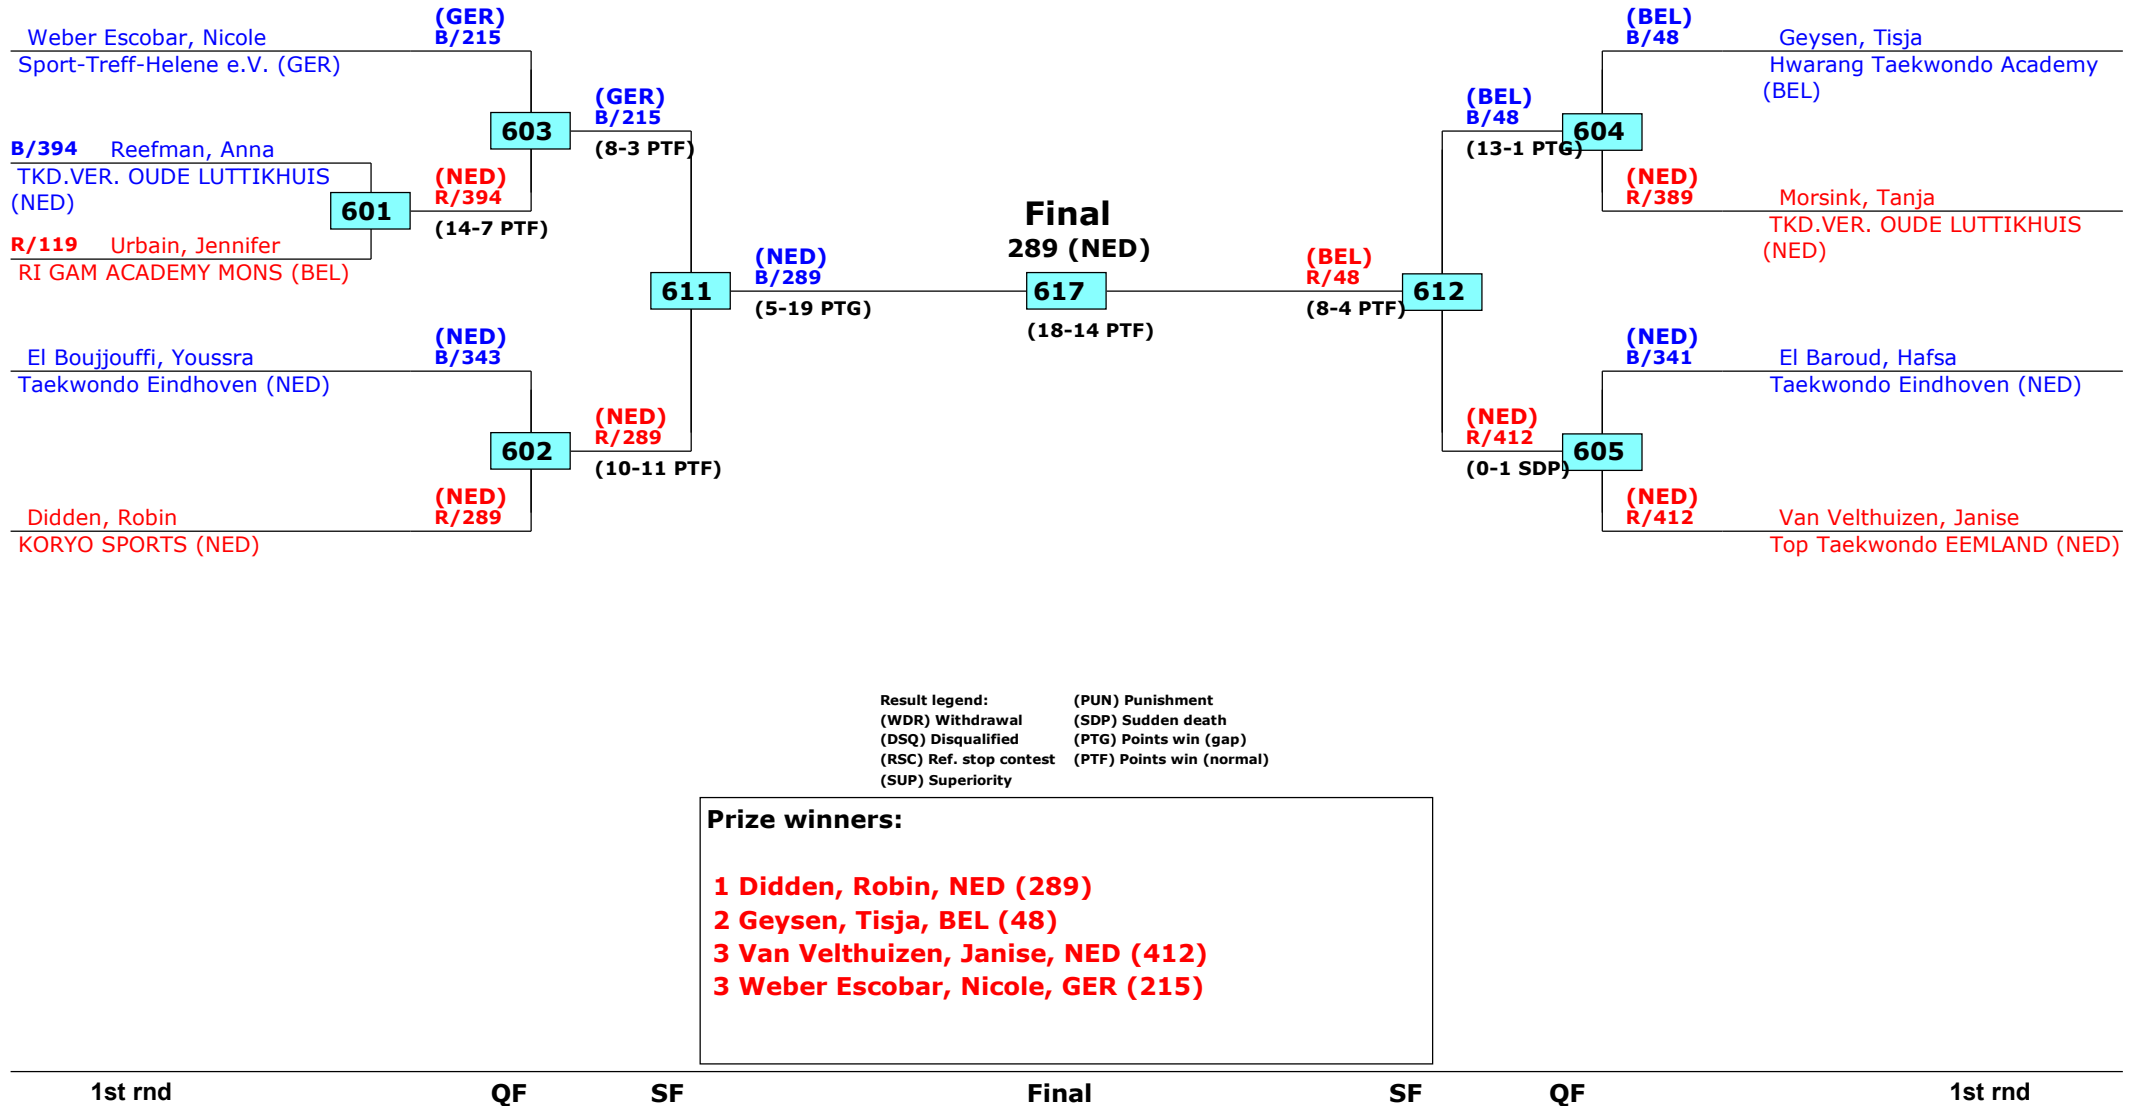 (GER)
B/215
Weber Escobar, Nicole
Sport-Treff-Helene e.V. (GER)
603
(GER)
B/215
(8-3 PTF)
B/394 Reefman, Anna
TKD.VER. OUDE LUTTIKHUIS
(NED)
601
(NED)
R/394
(14-7 PTF)
R/119 Urbain, Jennifer
RI GAM ACADEMY MONS (BEL)
611
(NED)
B/289
(5-19 PTG)
(NED)
B/343
El Boujjouffi, Youssra
Taekwondo Eindhoven (NED)
602
(NED)
R/289
(10-11 PTF)
(NED)
R/289
Didden, Robin
KORYO SPORTS (NED)
Final
289 (NED)
617
(18-14 PTF)
(BEL)
B/48
Geysen, Tisja
Hwarang Taekwondo Academy
(BEL)
(BEL)
B/48
604
(13-1 PTG)
(NED)
R/389
Morsink, Tanja
TKD.VER. OUDE LUTTIKHUIS
(NED)
(BEL)
R/48
612
(8-4 PTF)
(NED)
B/341
El Baroud, Hafsa
Taekwondo Eindhoven (NED)
(NED)
R/412
605
(0-1 SDP)
(NED)
R/412
Van Velthuizen, Janise
Top Taekwondo EEMLAND (NED)
Result legend: (PUN) Punishment
(WDR) Withdrawal (SDP) Sudden death
(DSQ) Disqualified (PTG) Points win (gap)
(RSC) Ref. stop contest (PTF) Points win (normal)
(SUP) Superiority
Prize winners:
1 Didden, Robin, NED (289)
2 Geysen, Tisja, BEL (48)
3 Van Velthuizen, Janise, NED (412)
3 Weber Escobar, Nicole, GER (215)
1st rnd QF SF Final SF QF 1st rnd